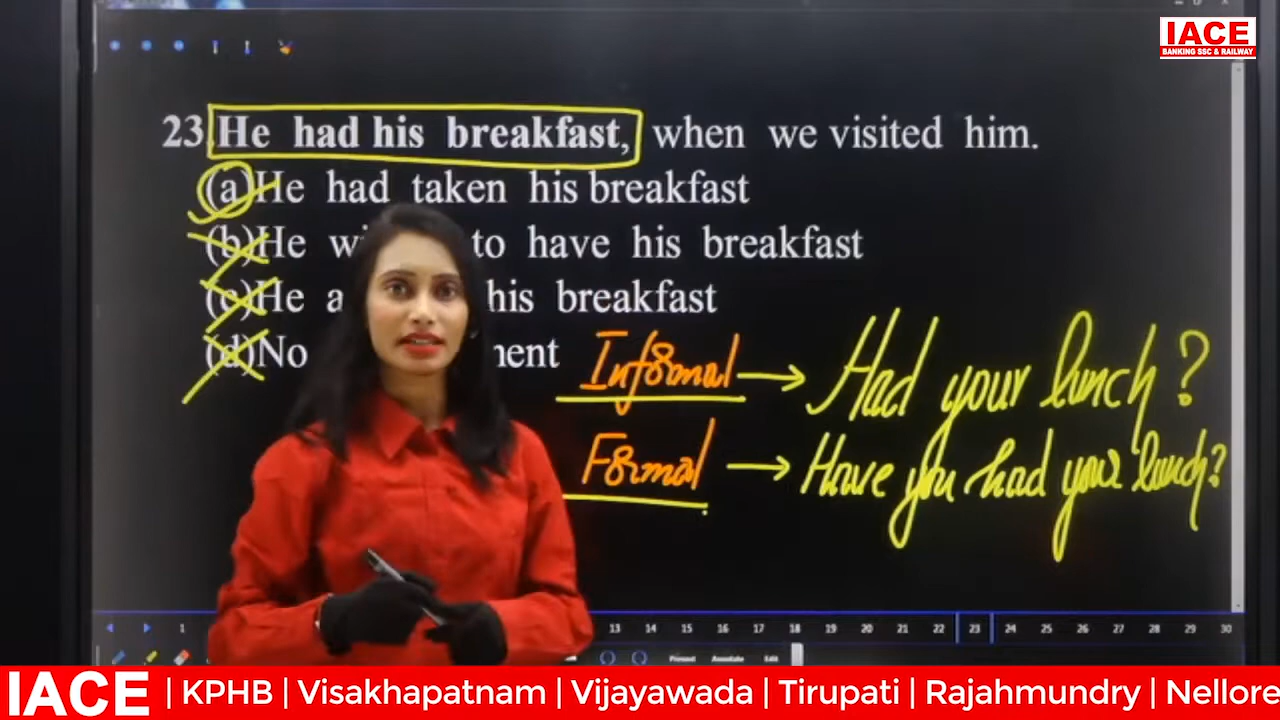 IACE
BANKING SSC & RAILWAY
23. He had his breakfast, when we visited him.
(a) He had taken his breakfast
(b) He to have his breakfast
(c) He his breakfast
(d) No
Informal → Had your lunch?
Formal → Have you had your lunch?
1 13 14 15 16 17 18 19 20 21 22 23 24 25 26 27 28 29 30
Present Annotate Edit
IACE | KPHB | Visakhapatnam | Vijayawada | Tirupati | Rajahmundry | Nellore